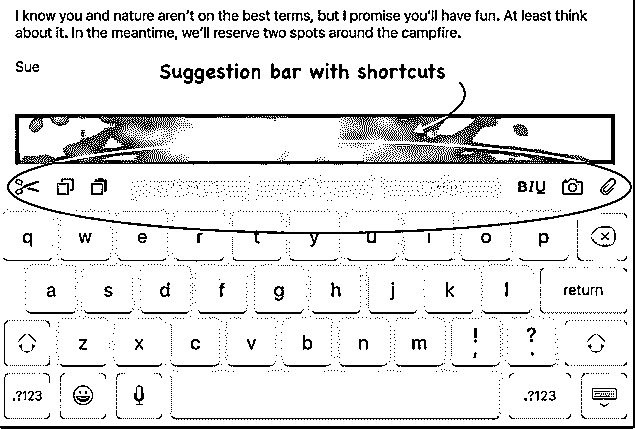 I know you and nature aren't on the best terms, but I promise you'll have fun. At least think
about it. In the meantime, we'll reserve two spots around the campfire.
Sue
Suggestion bar with shortcuts
BIU
q w e r t y u i o p
a s d f g h j k l return
z x c v b n m ! , ? .
.?123 .?123